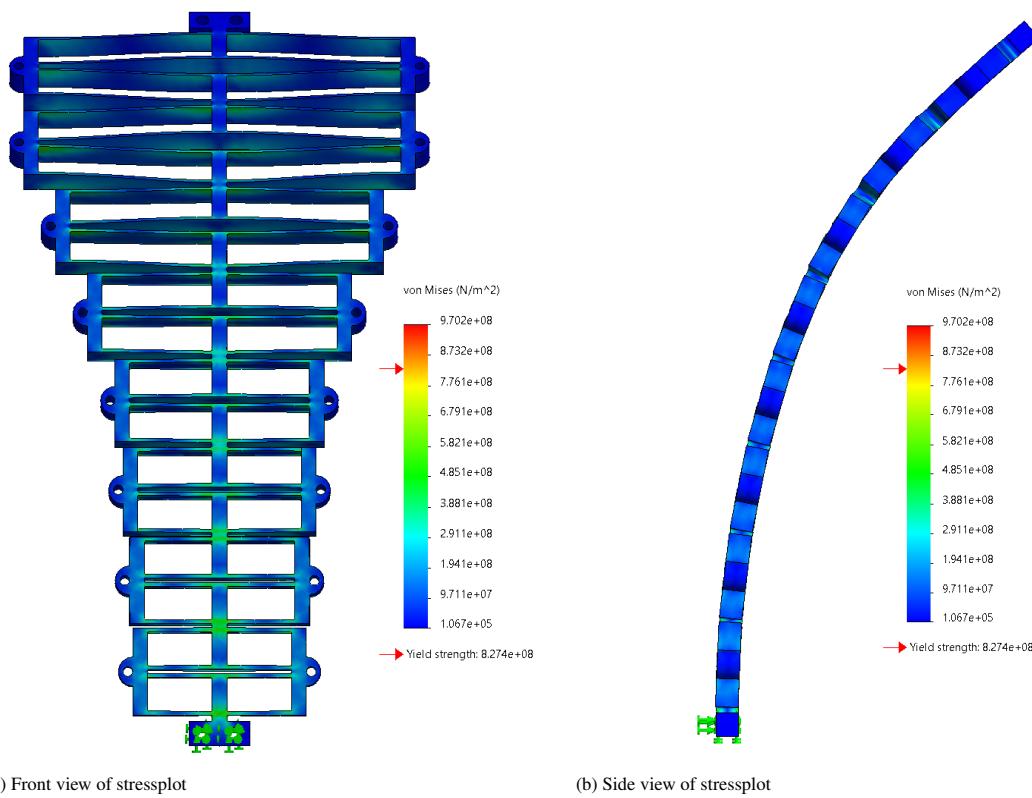 von Mises (N/m^2)
9.702e+08
8.732e+08
7.761e+08
6.791e+08
5.821e+08
4.851e+08
3.881e+08
2.911e+08
1.941e+08
9.711e+07
1.067e+05
Yield strength: 8.274e+08
von Mises (N/m^2)
9.702e+08
8.732e+08
7.761e+08
6.791e+08
5.821e+08
4.851e+08
3.881e+08
2.911e+08
1.941e+08
9.711e+07
1.067e+05
Yield strength: 8.274e+08
) Front view of stressplot
(b) Side view of stressplot